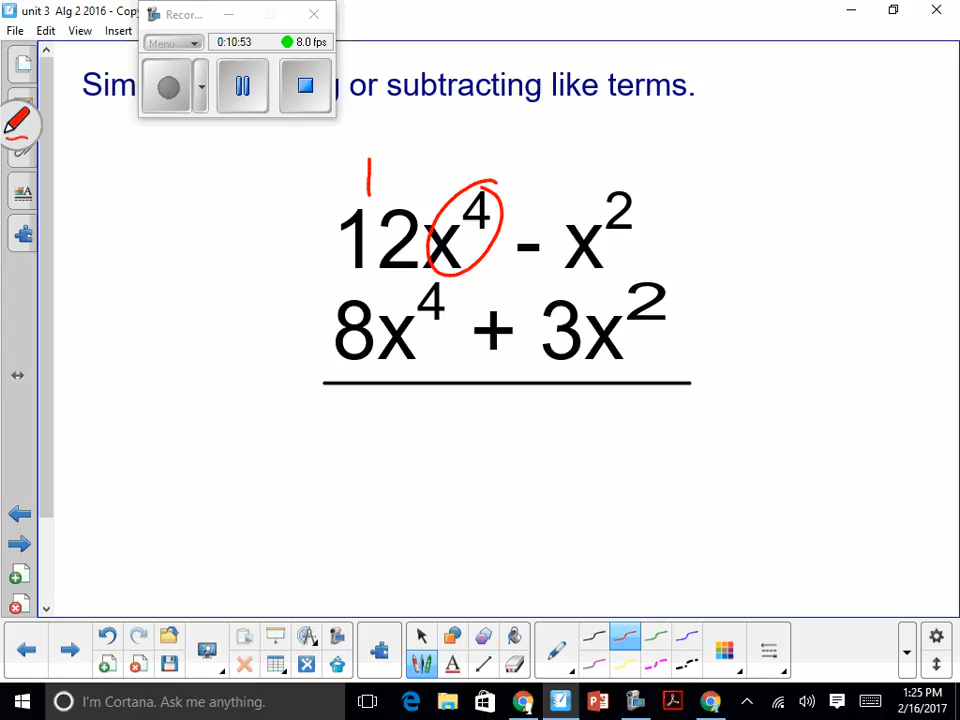 unit 3 Alg 2 2016 - Copy
Recor...
File Edit View Insert
Menu 0:10:53 8.0 fps
Sim g or subtracting like terms.
1
12x⁴ - x²
8x⁴ + 3x²
I'm Cortana. Ask me anything.
1:25 PM
2/16/2017